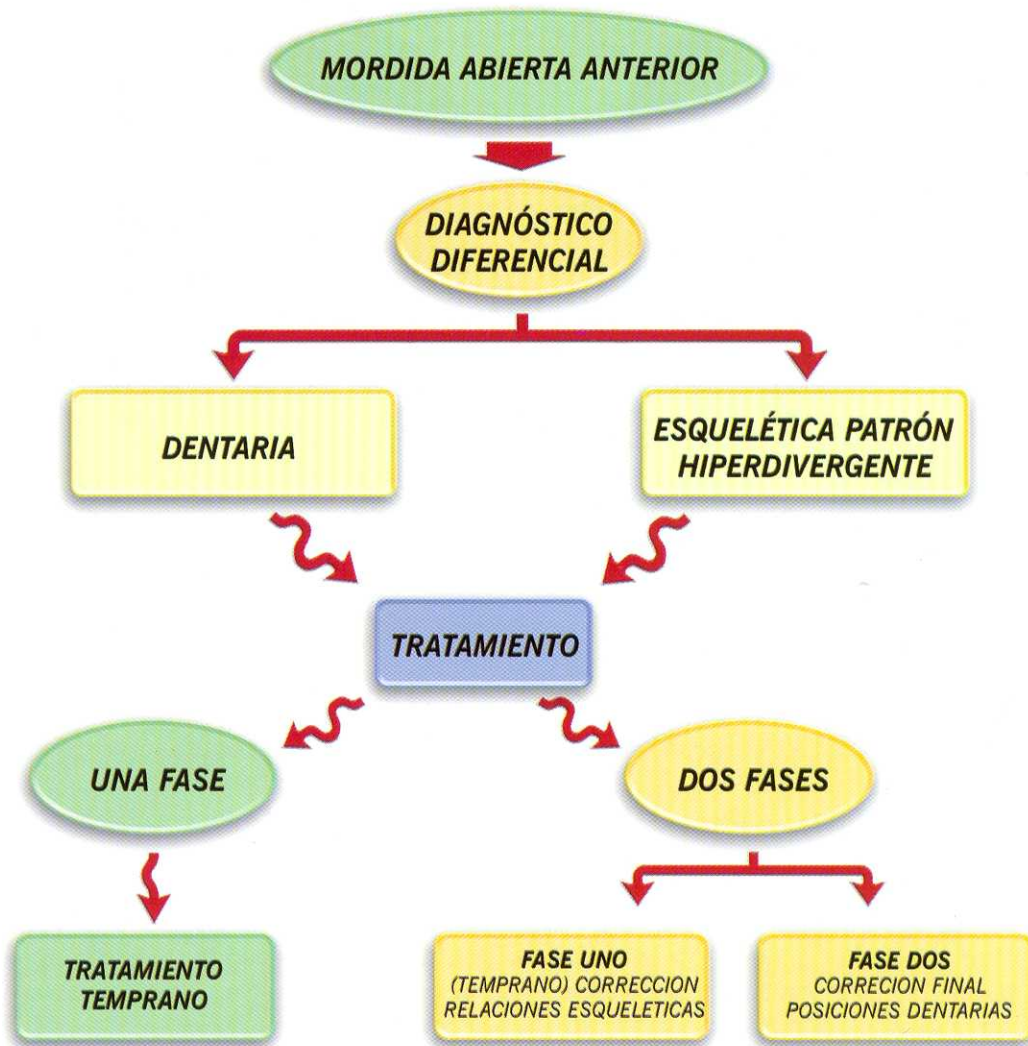 MORDIDA ABIERTA ANTERIOR
DIAGNÓSTICO
DIFERENCIAL
DENTARIA
ESQUELÉTICA PATRÓN
HIPERDIVERGENTE
TRATAMIENTO
UNA FASE
DOS FASES
TRATAMIENTO
TEMPRANO
FASE UNO
(TEMPRANO) CORRECCION
RELACIONES ESQUELETICAS
FASE DOS
CORRECION FINAL
POSICIONES DENTARIAS